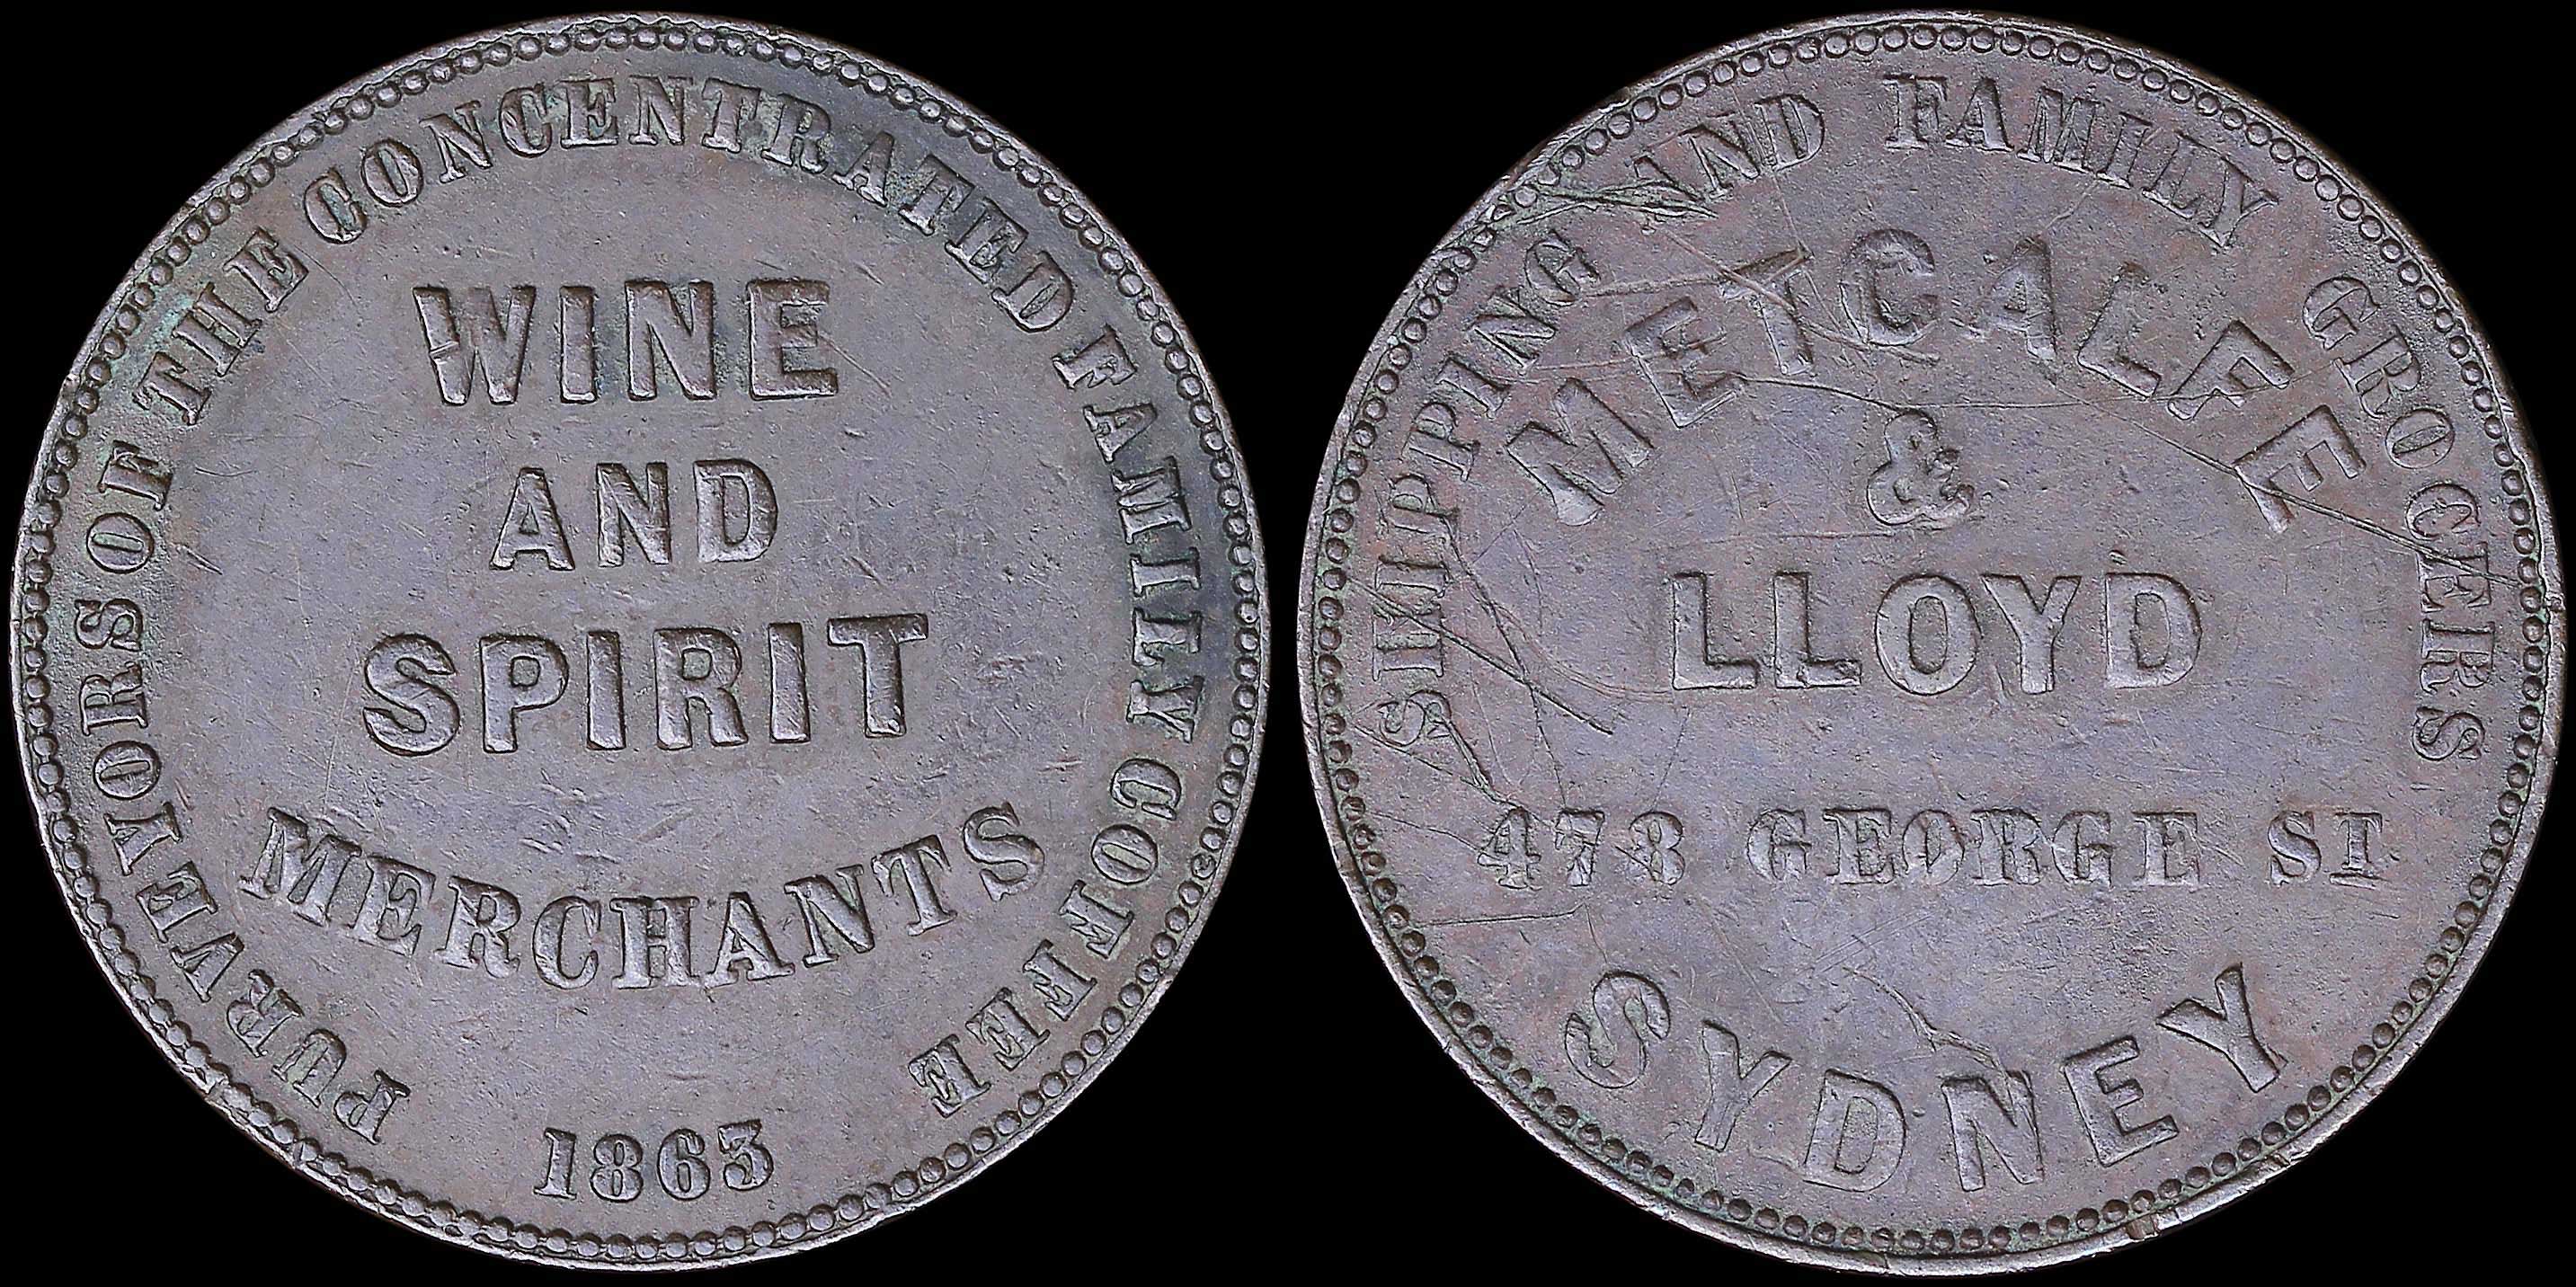 PURVEYORS OF THE CONCENTRATED FAMILY COFFEE
WINE
AND
SPIRIT
MERCHANTS
1863
SHIPPING AND FAMILY GROCERS
METCALFE
&
LLOYD
478 GEORGE ST
SYDNEY